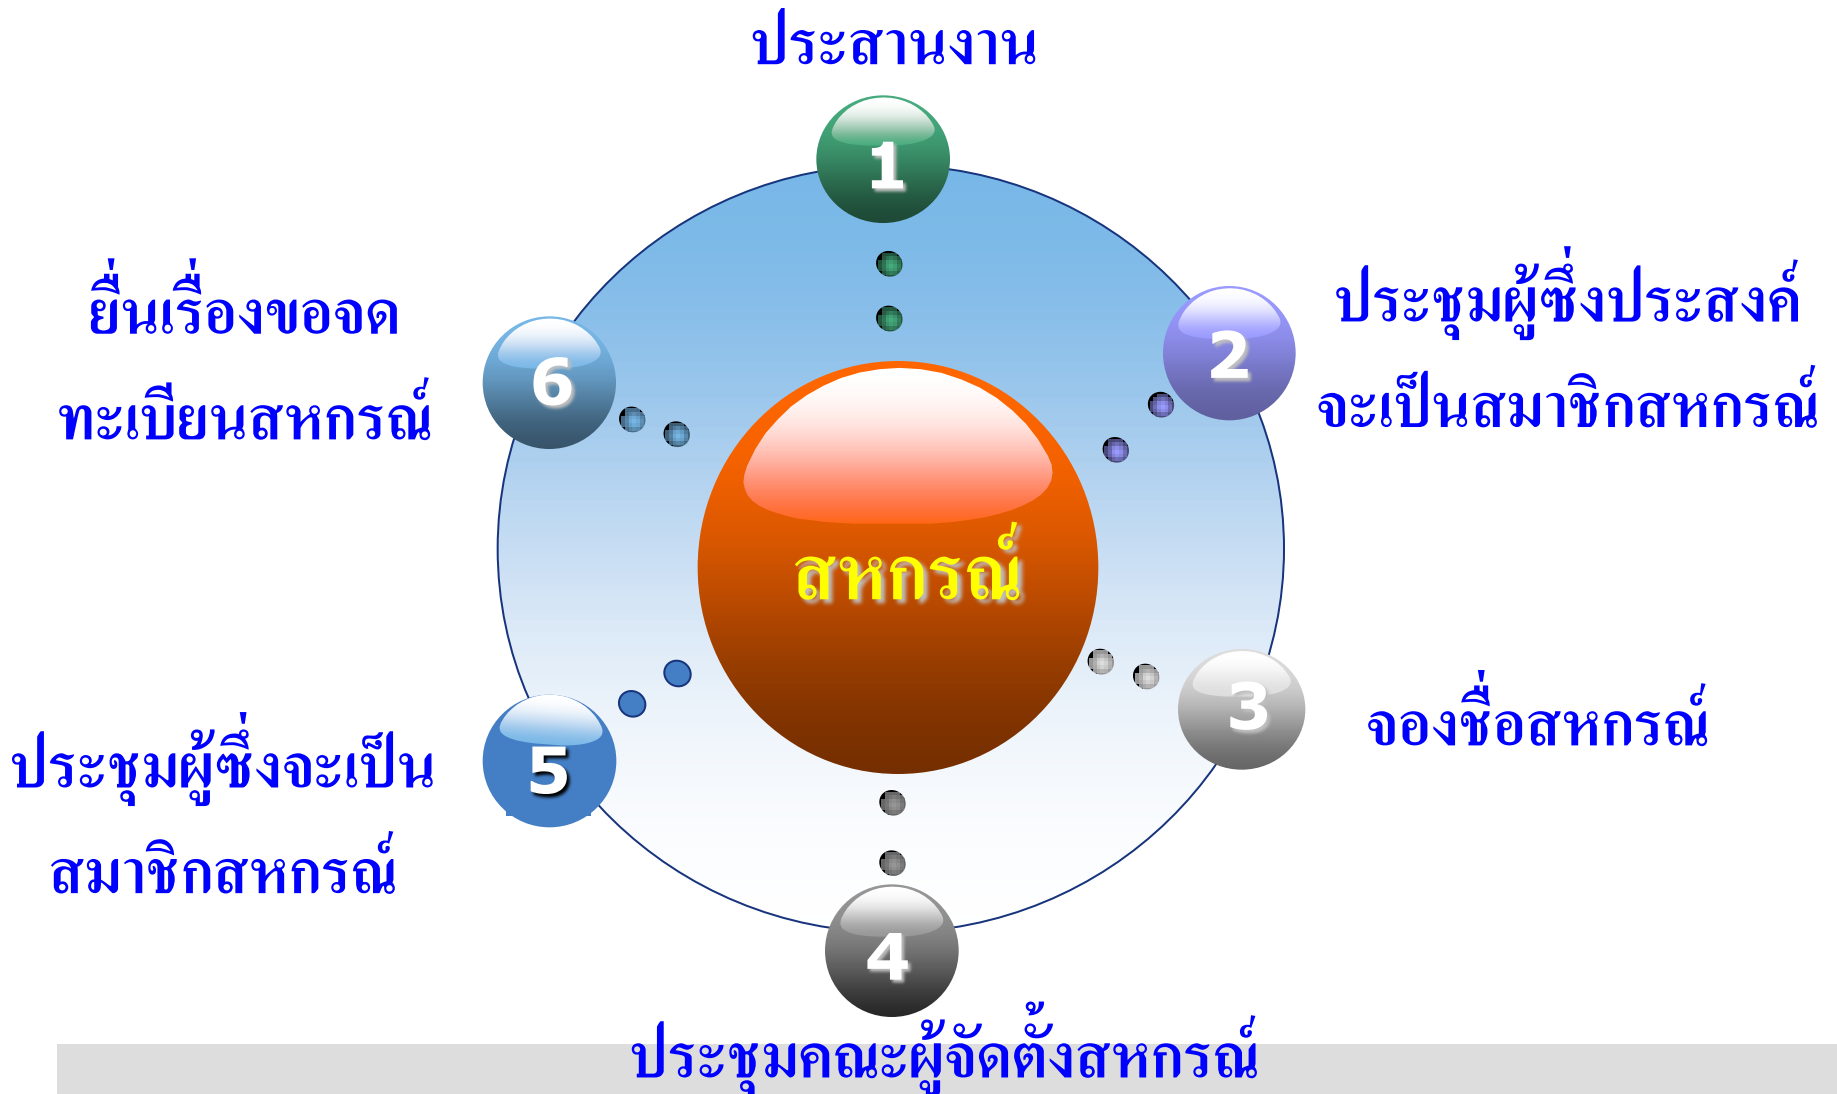 ประสานงาน
1
2
ประชุมผู้ซึ่งประสงค์
จะเป็นสมาชิกสหกรณ์
3
จองชื่อสหกรณ์
4
ประชุมคณะผู้จัดตั้งสหกรณ์
5
ประชุมผู้ซึ่งจะเป็น
สมาชิกสหกรณ์
6
ยื่นเรื่องขอจด
ทะเบียนสหกรณ์
สหกรณ์